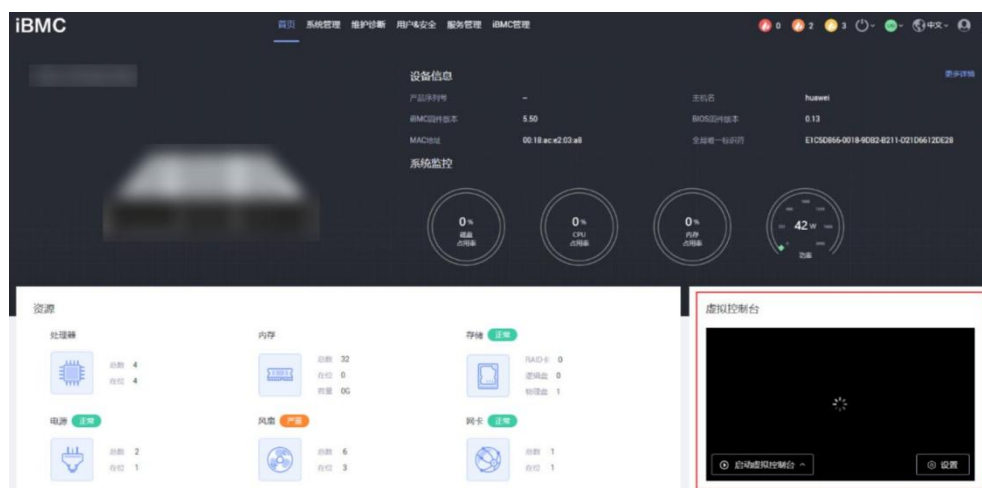 iBMC 首页 系统管理 维护诊断 用户&安全 服务管理 iBMC管理 0 2 3 中文
设备信息 更多详情
产品序列号 -- 主机名 huawei
iBMC固件版本 5.50 BIOS固件版本 0.13
MAC地址 00:18:ac:e2:03:a8 全局唯一标识符 E1C5D866-0018-9DB2-B211-D21D6612DE28
系统监控
0 % 0 % 0 % 42 W
磁盘 CPU 内存
占用率 占用率 占用率 功率
资源 虚拟控制台
处理器 内存 存储 正常
总数 4 总数 32 RAID卡 0
在位 4 在位 0 逻辑盘 0
容量 0G 物理盘 1
电源 正常 风扇 严重 网卡 正常
总数 2 总数 6 总数 1
在位 1 在位 3 在位 1
启动虚拟控制台 设置